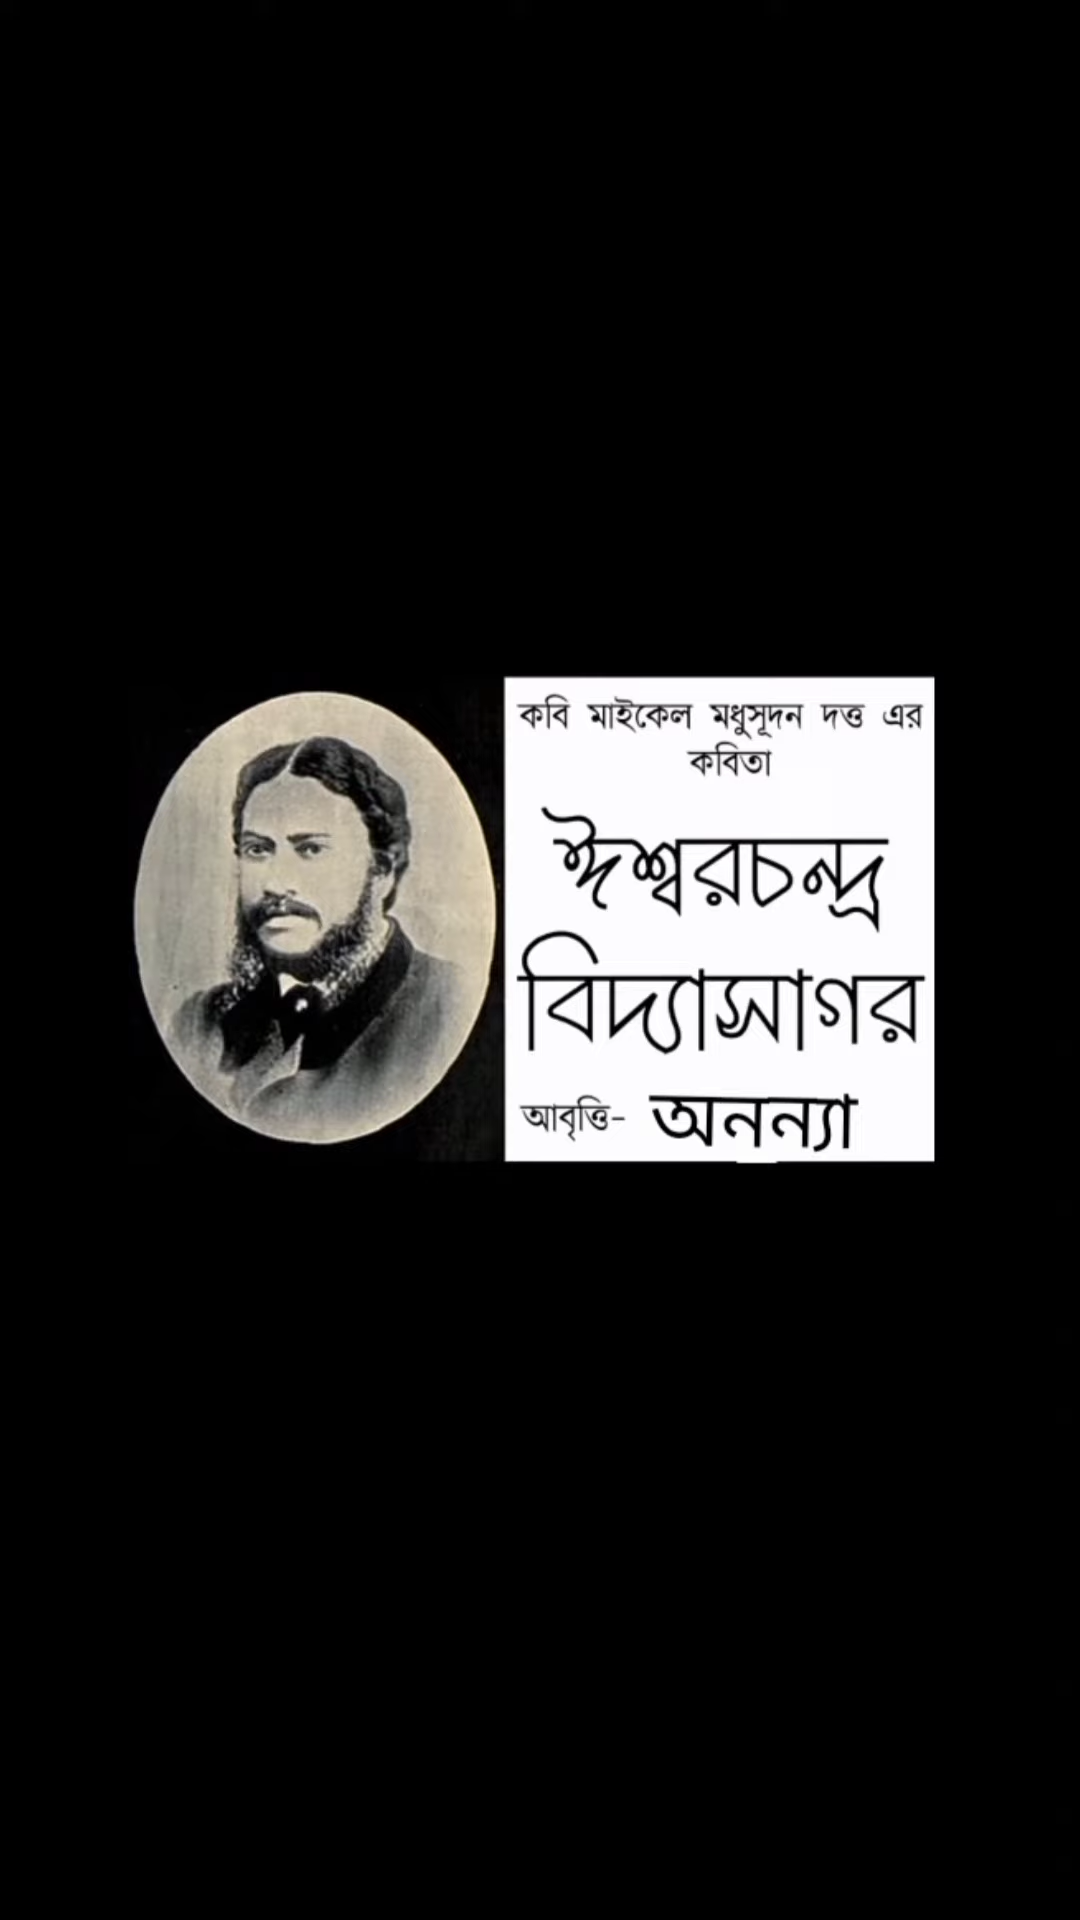 কবি মাইকেল মধুসূদন দত্ত এর
কবিতা
ঈশ্বরচন্দ্র
বিদ্যাসাগর
আবৃত্তি- অনন্যা